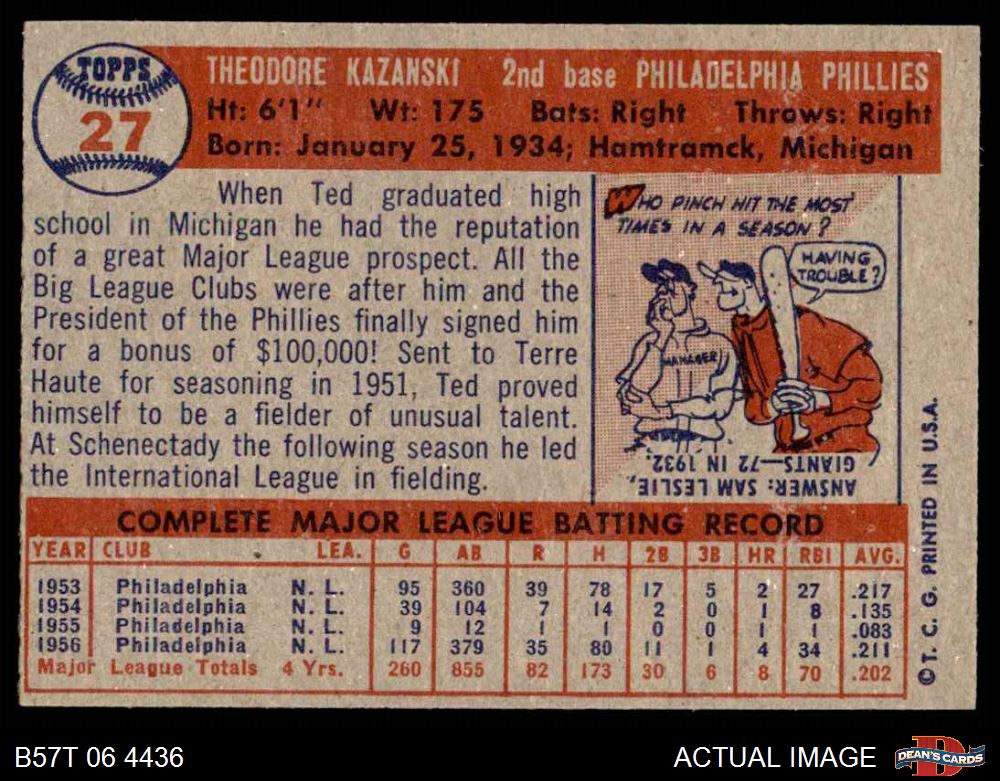 TOPPS
27
THEODORE KAZANSKI 2nd base PHILADELPHIA PHILLIES
Ht: 6'1" Wt: 175 Bats: Right Throws: Right
Born: January 25, 1934; Hamtramck, Michigan
When Ted graduated high
school in Michigan he had the reputation
of a great Major League prospect. All the
Big League Clubs were after him and the
President of the Phillies finally signed him
for a bonus of $100,000! Sent to Terre
Haute for seasoning in 1951, Ted proved
himself to be a fielder of unusual talent.
At Schenectady the following season he led
the International League in fielding.
WHO PINCH HIT THE MOST
TIMES IN A SEASON?
HAVING
TROUBLE?
MANAGER
ANSWER: SAM LESLIE,
GIANTS—72 IN 1932.
COMPLETE MAJOR LEAGUE BATTING RECORD
YEAR CLUB LEA. G AB R H 2B 3B HR RBI AVG.
1953 Philadelphia N. L. 95 360 39 78 17 5 2 27 .217
1954 Philadelphia N. L. 39 104 7 14 2 0 1 8 .135
1955 Philadelphia N. L. 9 12 1 1 0 0 1 1 .083
1956 Philadelphia N. L. 117 379 35 80 11 1 4 34 .211
Major League Totals 4 Yrs. 260 855 82 173 30 6 8 70 .202
©T. C. G. PRINTED IN U.S.A.
B57T 06 4436
ACTUAL IMAGE
DEAN'S CARDS